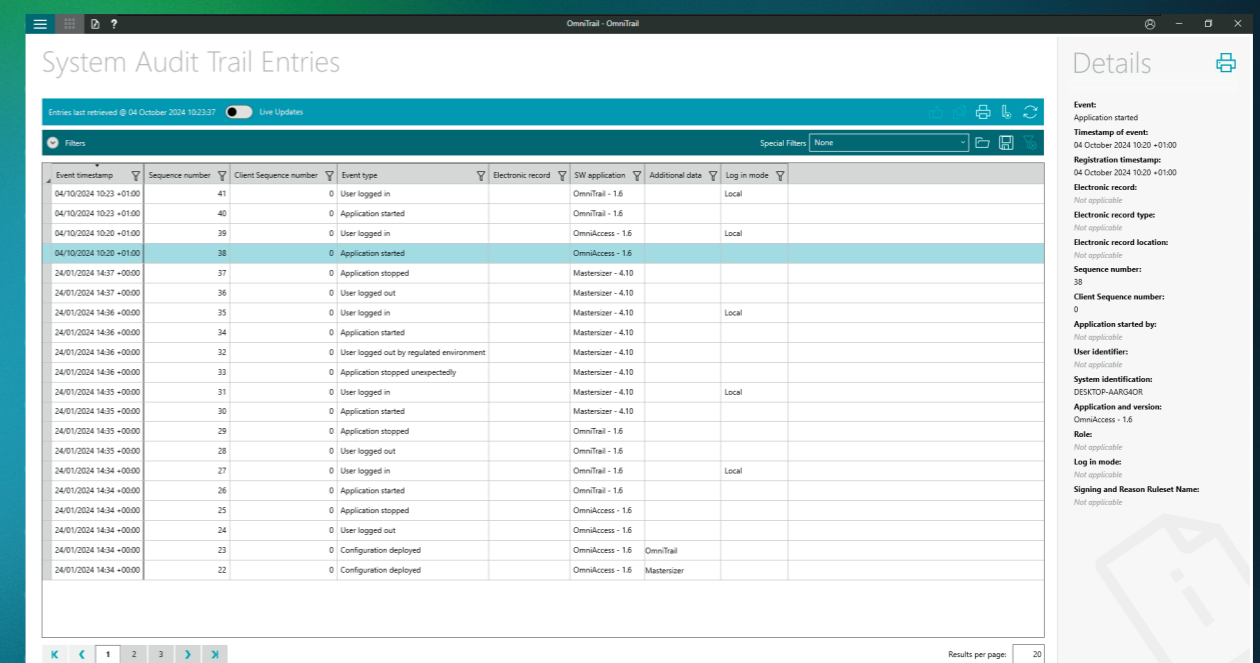 OmniTrail - OmniTrail
System Audit Trail Entries
Entries last retrieved @ 04 October 2024 10:23:37 Live Updates
Filters Special Filters None
Event timestamp Sequence number Client Sequence number Event type Electronic record SW application Additional data Log in mode
04/10/2024 10:23 +01:00 41 0 User logged in OmniTrail - 1.6 Local
04/10/2024 10:23 +01:00 40 0 Application started OmniTrail - 1.6
04/10/2024 10:20 +01:00 39 0 User logged in OmniAccess - 1.6 Local
04/10/2024 10:20 +01:00 38 0 Application started OmniAccess - 1.6
24/01/2024 14:37 +00:00 37 0 Application stopped Mastersizer - 4.10
24/01/2024 14:37 +00:00 36 0 User logged out Mastersizer - 4.10
24/01/2024 14:36 +00:00 35 0 User logged in Mastersizer - 4.10 Local
24/01/2024 14:36 +00:00 34 0 Application started Mastersizer - 4.10
24/01/2024 14:36 +00:00 32 0 User logged out by regulated environment Mastersizer - 4.10
24/01/2024 14:36 +00:00 33 0 Application stopped unexpectedly Mastersizer - 4.10
24/01/2024 14:35 +00:00 31 0 User logged in Mastersizer - 4.10 Local
24/01/2024 14:35 +00:00 30 0 Application started Mastersizer - 4.10
24/01/2024 14:35 +00:00 29 0 Application stopped OmniTrail - 1.6
24/01/2024 14:35 +00:00 28 0 User logged out OmniTrail - 1.6
24/01/2024 14:34 +00:00 27 0 User logged in OmniTrail - 1.6 Local
24/01/2024 14:34 +00:00 26 0 Application started OmniTrail - 1.6
24/01/2024 14:34 +00:00 25 0 Application stopped OmniAccess - 1.6
24/01/2024 14:34 +00:00 24 0 User logged out OmniAccess - 1.6
24/01/2024 14:34 +00:00 23 0 Configuration deployed OmniAccess - 1.6 OmniTrail
24/01/2024 14:34 +00:00 22 0 Configuration deployed OmniAccess - 1.6 Mastersizer
1 2 3 Results per page: 20
Details
Event:
Application started
Timestamp of event:
04 October 2024 10:20 +01:00
Registration timestamp:
04 October 2024 10:20 +01:00
Electronic record:
Not applicable
Electronic record type:
Not applicable
Electronic record location:
Not applicable
Sequence number:
38
Client Sequence number:
0
Application started by:
Not applicable
User identifier:
Not applicable
System identification:
DESKTOP-AARG4OR
Application and version:
OmniAccess - 1.6
Role:
Not applicable
Log in mode:
Not applicable
Signing and Reason Ruleset Name:
Not applicable